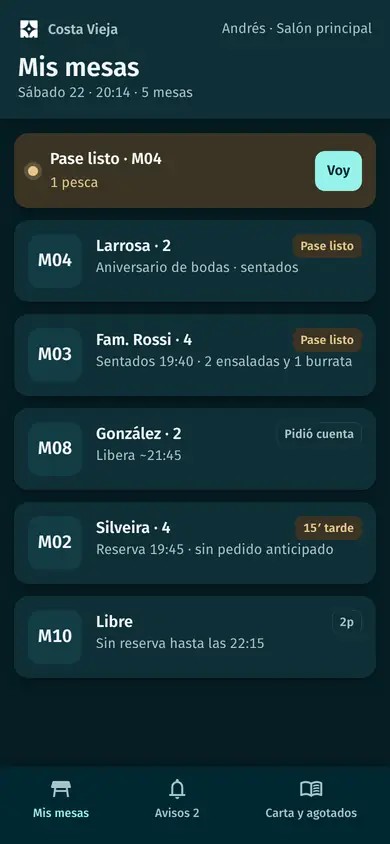 Costa Vieja
Andrés · Salón principal
Mis mesas
Sábado 22 · 20:14 · 5 mesas
Pase listo · M04
1 pesca
Voy
M04
Larrosa · 2
Pase listo
Aniversario de bodas · sentados
M03
Fam. Rossi · 4
Pase listo
Sentados 19:40 · 2 ensaladas y 1 burrata
M08
González · 2
Pidió cuenta
Libera ~21:45
M02
Silveira · 4
15′ tarde
Reserva 19:45 · sin pedido anticipado
M10
Libre
2p
Sin reserva hasta las 22:15
Mis mesas
Avisos 2
Carta y agotados